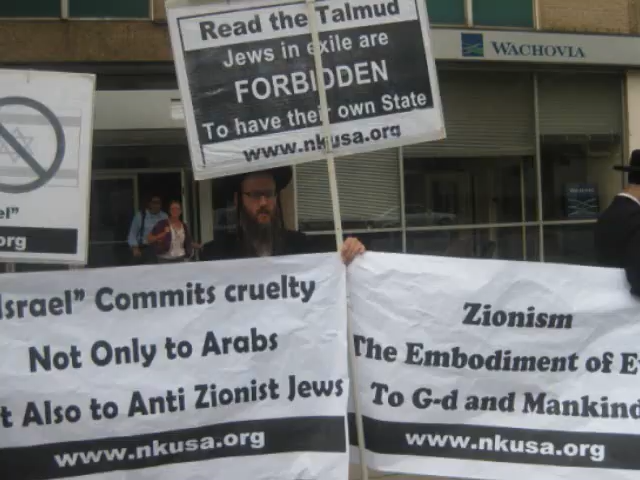 Read the Talmud
Jews in exile are
FORBIDDEN
To have their own State
www.nkusa.org
WACHOVIA
el"
org
Israel" Commits cruelty
Not Only to Arabs
t Also to Anti Zionist Jews
www.nkusa.org
Zionism
The Embodiment of E
To G-d and Mankind
www.nkusa.org